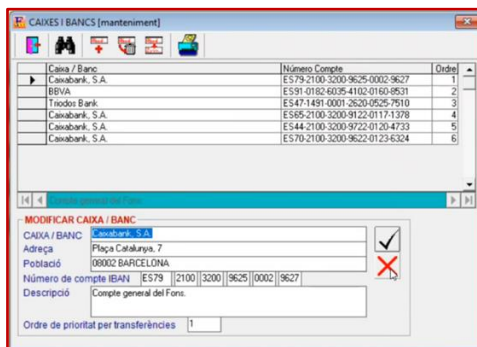 CAIXES I BANCS [manteniment]
Caixa / Banc Número Compte Ordre
Caixabank, S.A. ES79-2100-3200-9625-0002-9627 1
BBVA ES91-0182-6035-4102-0160-8531 2
Triodos Bank ES47-1491-0001-2620-0525-7510 3
Caixabank, S.A. ES65-2100-3200-9122-0117-1378 4
Caixabank, S.A. ES44-2100-3200-9722-0120-4733 5
Caixabank, S.A. ES70-2100-3200-9622-0123-6324 6
Compte general del Fons.
MODIFICAR CAIXA / BANC
CAIXA / BANC Caixabank, S.A.
Adreça Plaça Catalunya, 7
Població 08002 BARCELONA
Número de compte IBAN ES79 2100 3200 9625 0002 9627
Descripció Compte general del Fons.
Ordre de prioritat per transferències 1